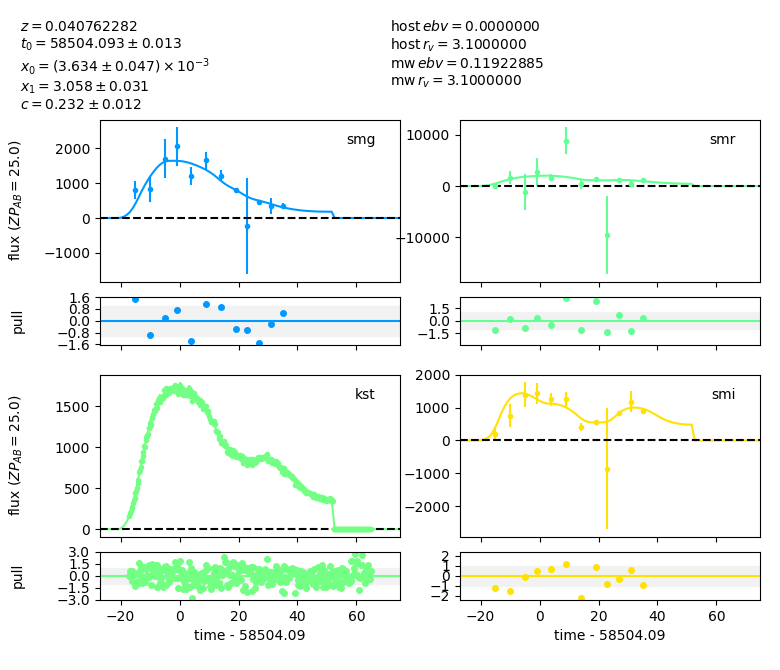 z = 0.040762282
t₀ = 58504.093 ± 0.013
x₀ = (3.634 ± 0.047) × 10⁻³
x₁ = 3.058 ± 0.031
c = 0.232 ± 0.012
host ebv = 0.0000000
host r_v = 3.1000000
mw ebv = 0.11922885
mw r_v = 3.1000000
smg
2000
1000
0
−1000
flux (ZP_AB = 25.0)
smr
10000
0
−10000
1.6
0.8
0.0
−0.8
−1.6
pull
1.5
0.0
−1.5
kst
1500
1000
500
0
flux (ZP_AB = 25.0)
smi
2000
1000
0
−1000
−2000
3.0
1.5
0.0
−1.5
−3.0
pull
−20 0 20 40 60
time - 58504.09
2
1
0
−1
−2
−20 0 20 40 60
time - 58504.09